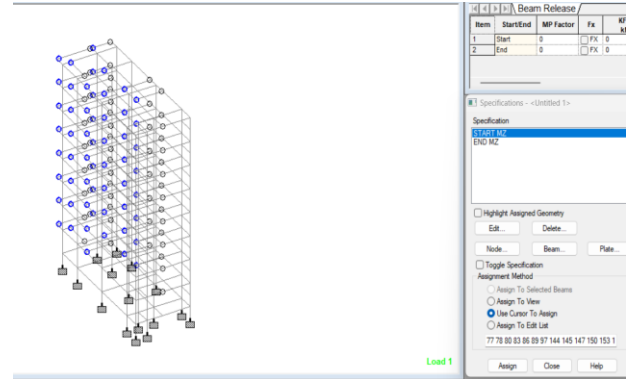 Beam Release
Item Start/End MP Factor Fx
1 Start 0 FX 0
2 End 0 FX 0
Specifications - <Untitled 1>
Specification
START MZ
END MZ
Highlight Assigned Geometry
Edit... Delete...
Node... Beam... Plate...
Toggle Specification
Assignment Method
Assign To Selected Beams
Assign To View
Use Cursor To Assign
Assign To Edit List
77 78 80 83 86 89 97 144 145 147 150 153 1
Assign Close Help
Load 1